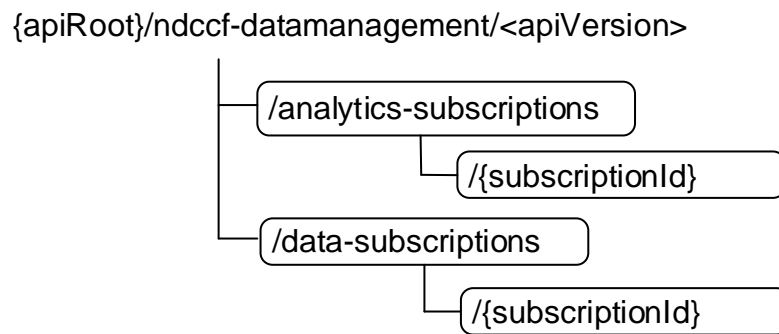 {apiRoot}/ndccf-datamanagement/<apiVersion>
/analytics-subscriptions
/{subscriptionId}
/data-subscriptions
/{subscriptionId}